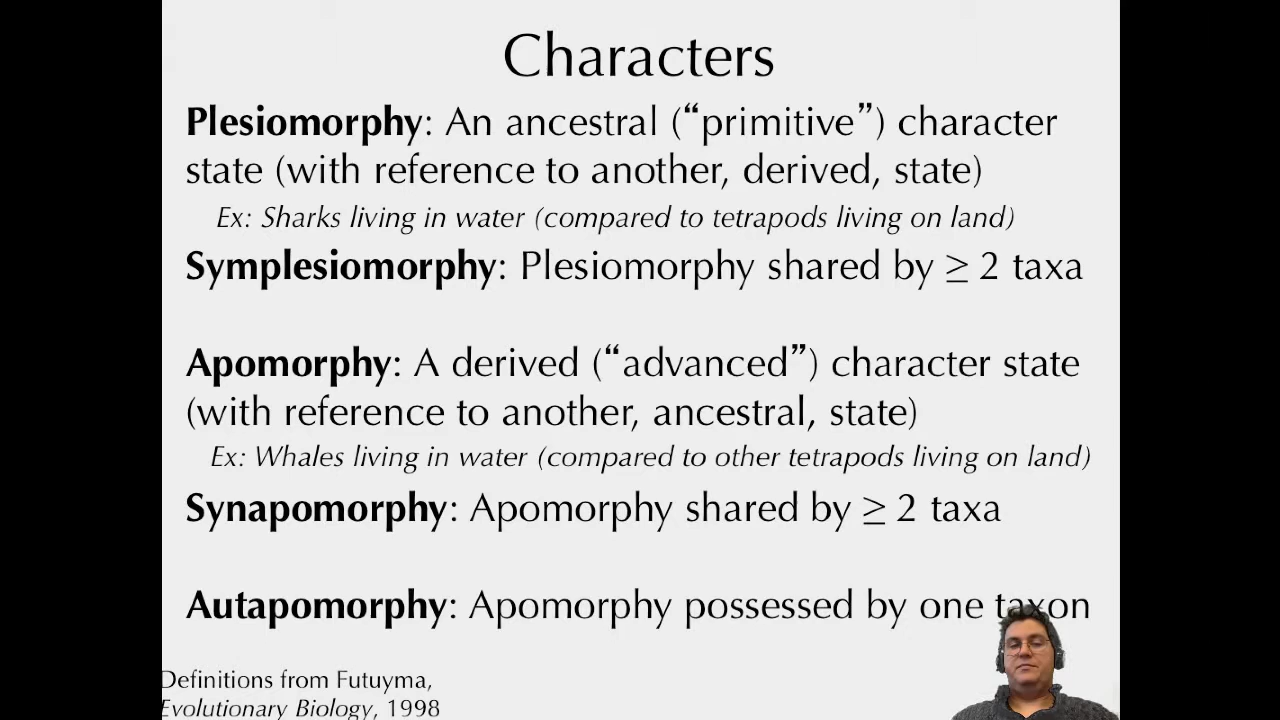 Characters
Plesiomorphy: An ancestral (“primitive”) character
state (with reference to another, derived, state)
Ex: Sharks living in water (compared to tetrapods living on land)
Symplesiomorphy: Plesiomorphy shared by ≥ 2 taxa
Apomorphy: A derived (“advanced”) character state
(with reference to another, ancestral, state)
Ex: Whales living in water (compared to other tetrapods living on land)
Synapomorphy: Apomorphy shared by ≥ 2 taxa
Autapomorphy: Apomorphy possessed by one taxon
Definitions from Futuyma,
Evolutionary Biology, 1998